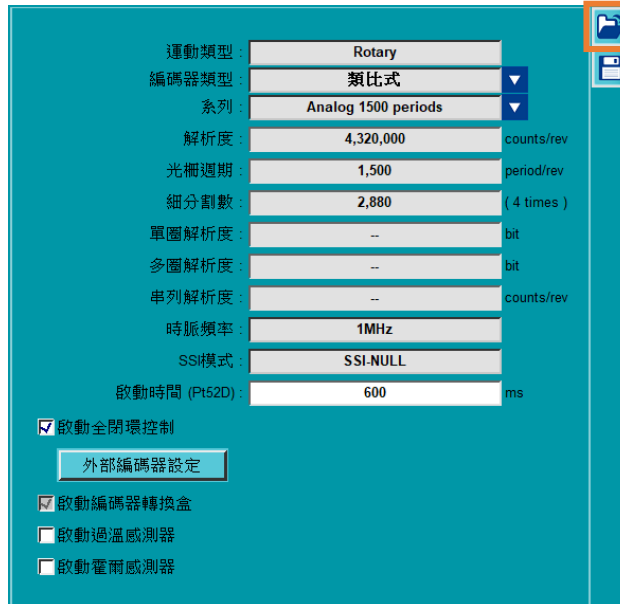 運動類型 : Rotary
編碼器類型 : 類比式
系列 : Analog 1500 periods
解析度 : 4,320,000 counts/rev
光柵週期 : 1,500 period/rev
細分割數 : 2,880 ( 4 times )
單圈解析度 : -- bit
多圈解析度 : -- bit
串列解析度 : -- counts/rev
時脈頻率 : 1MHz
SSI模式 : SSI-NULL
啟動時間 (Pt52D) : 600 ms
啟動全閉環控制
外部編碼器設定
啟動編碼器轉換盒
啟動過溫感測器
啟動霍爾感測器